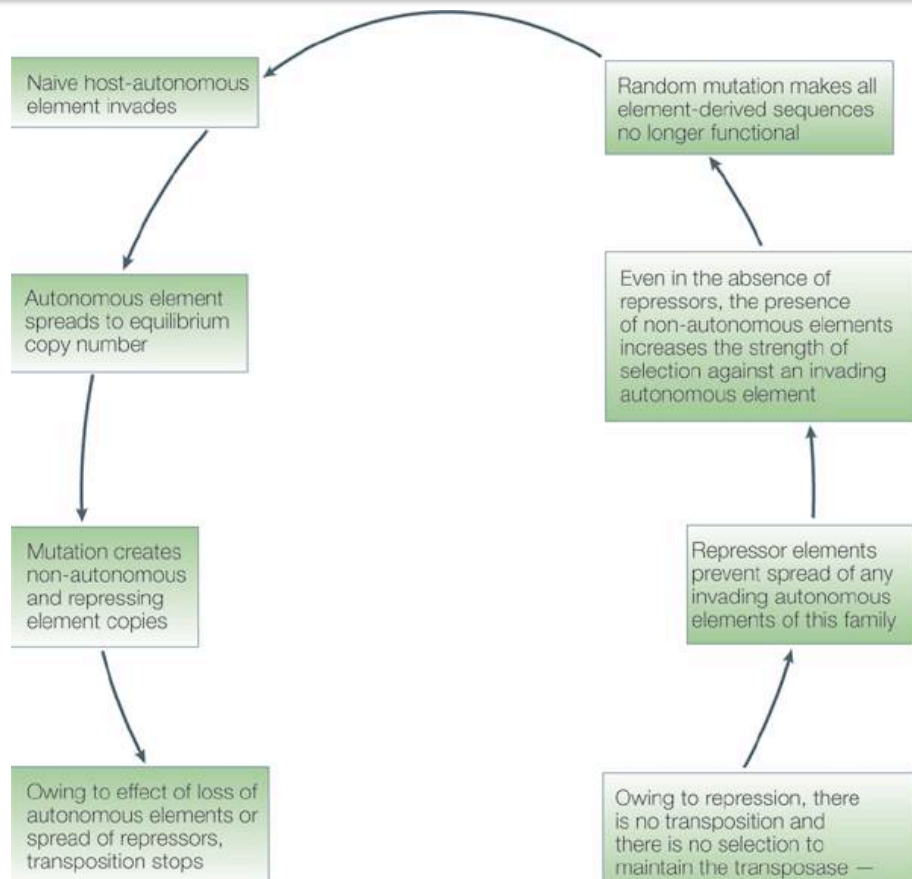 Naive host-autonomous
element invades
Autonomous element
spreads to equilibrium
copy number
Mutation creates
non-autonomous
and repressing
element copies
Owing to effect of loss of
autonomous elements or
spread of repressors,
transposition stops
Owing to repression, there
is no transposition and
there is no selection to
maintain the transposase —
Repressor elements
prevent spread of any
invading autonomous
elements of this family
Even in the absence of
repressors, the presence
of non-autonomous elements
increases the strength of
selection against an invading
autonomous element
Random mutation makes all
element-derived sequences
no longer functional